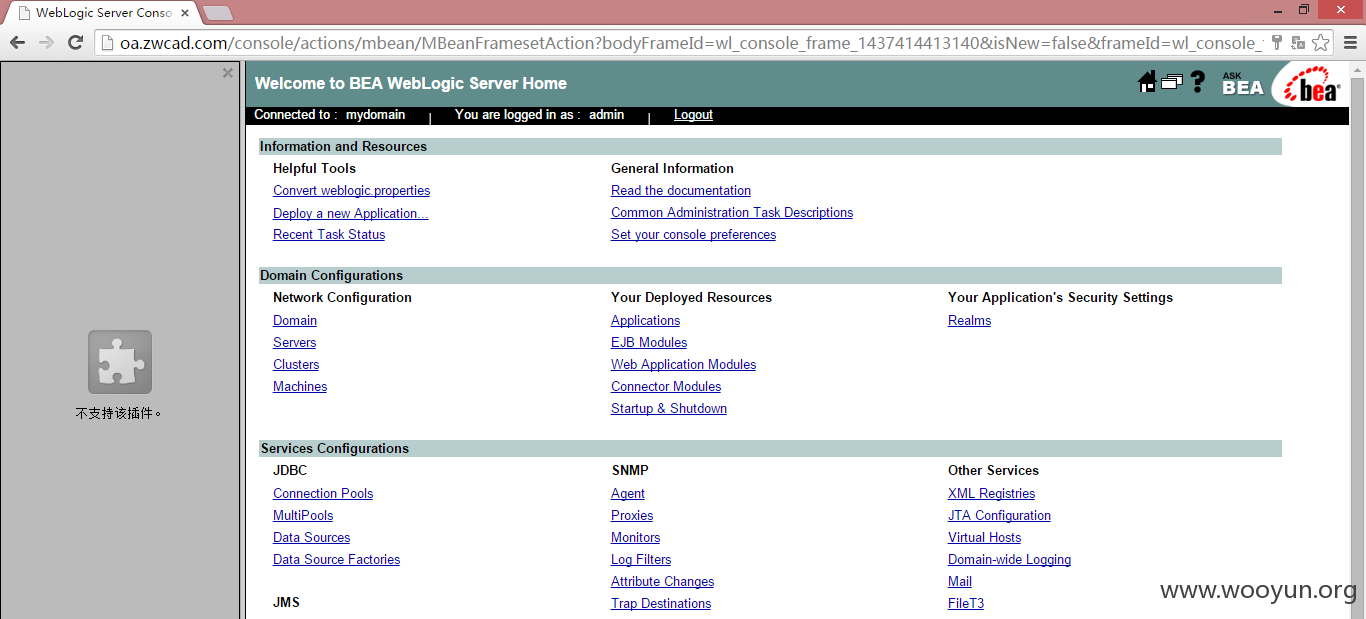 WebLogic Server Conso
oa.zwcad.com/console/actions/mbean/MBeanFramesetAction?bodyFrameId=wl_console_frame_1437414413140&isNew=false&frameId=wl_console_
Welcome to BEA WebLogic Server Home
ASK
BEA
bea
Connected to : mydomain | You are logged in as : admin | Logout
Information and Resources
Helpful Tools General Information
Convert weblogic.properties Read the documentation
Deploy a new Application... Common Administration Task Descriptions
Recent Task Status Set your console preferences
Domain Configurations
Network Configuration Your Deployed Resources Your Application's Security Settings
Domain Applications Realms
Servers EJB Modules
Clusters Web Application Modules
Machines Connector Modules
Startup & Shutdown
不支持该插件。
Services Configurations
JDBC SNMP Other Services
Connection Pools Agent XML Registries
MultiPools Proxies JTA Configuration
Data Sources Monitors Virtual Hosts
Data Source Factories Log Filters Domain-wide Logging
Attribute Changes Mail
JMS Trap Destinations FileT3
www.wooyun.org